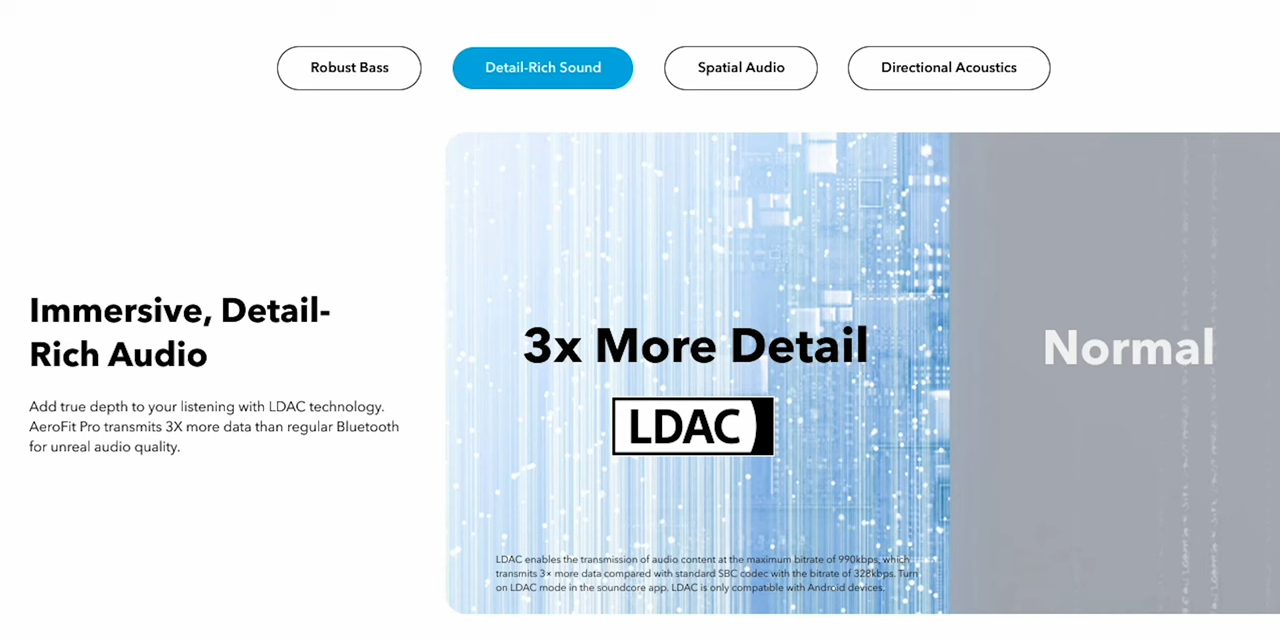 Robust Bass
Detail-Rich Sound
Spatial Audio
Directional Acoustics
Immersive, Detail-
Rich Audio
Add true depth to your listening with LDAC technology.
AeroFit Pro transmits 3X more data than regular Bluetooth
for unreal audio quality.
3x More Detail
LDAC
LDAC enables the transmission of audio content at the maximum bitrate of 990kbps, which
transmits 3× more data compared with standard SBC codec with the bitrate of 328kbps. Turn
on LDAC mode in the soundcore app. LDAC is only compatible with Android devices.
Normal